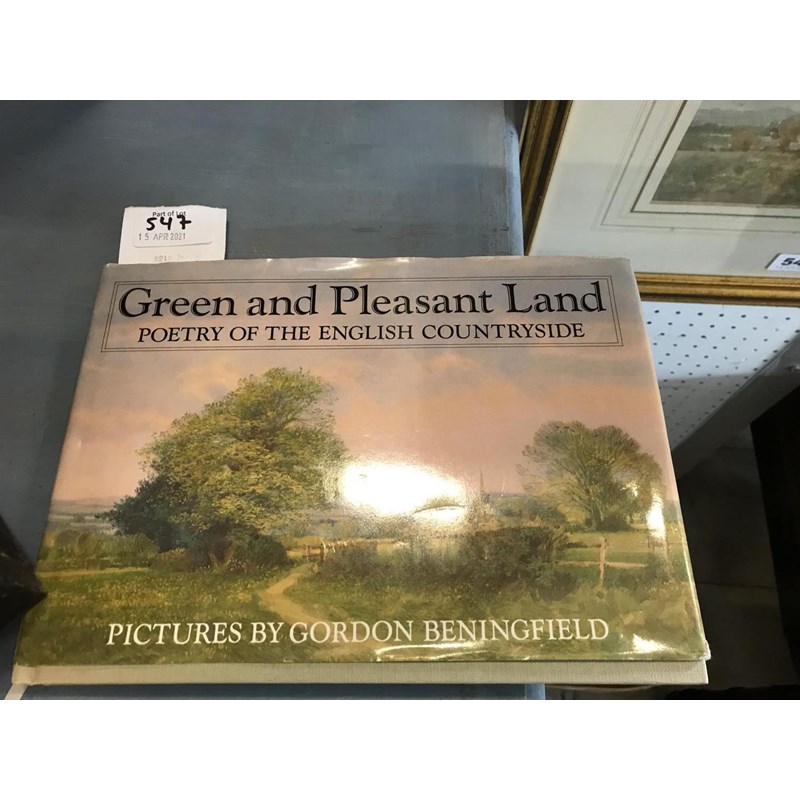 Part of Lot
547
15 APR 2021
54
Green and Pleasant Land
POETRY OF THE ENGLISH COUNTRYSIDE
PICTURES BY GORDON BENINGFIELD